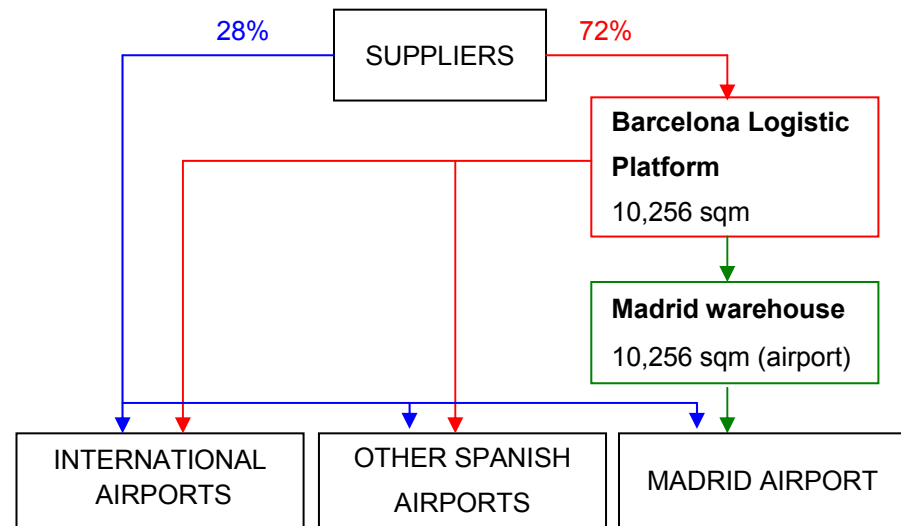 28%
SUPPLIERS
72%
Barcelona Logistic
Platform
10,256 sqm
Madrid warehouse
10,256 sqm (airport)
INTERNATIONAL
AIRPORTS
OTHER SPANISH
AIRPORTS
MADRID AIRPORT